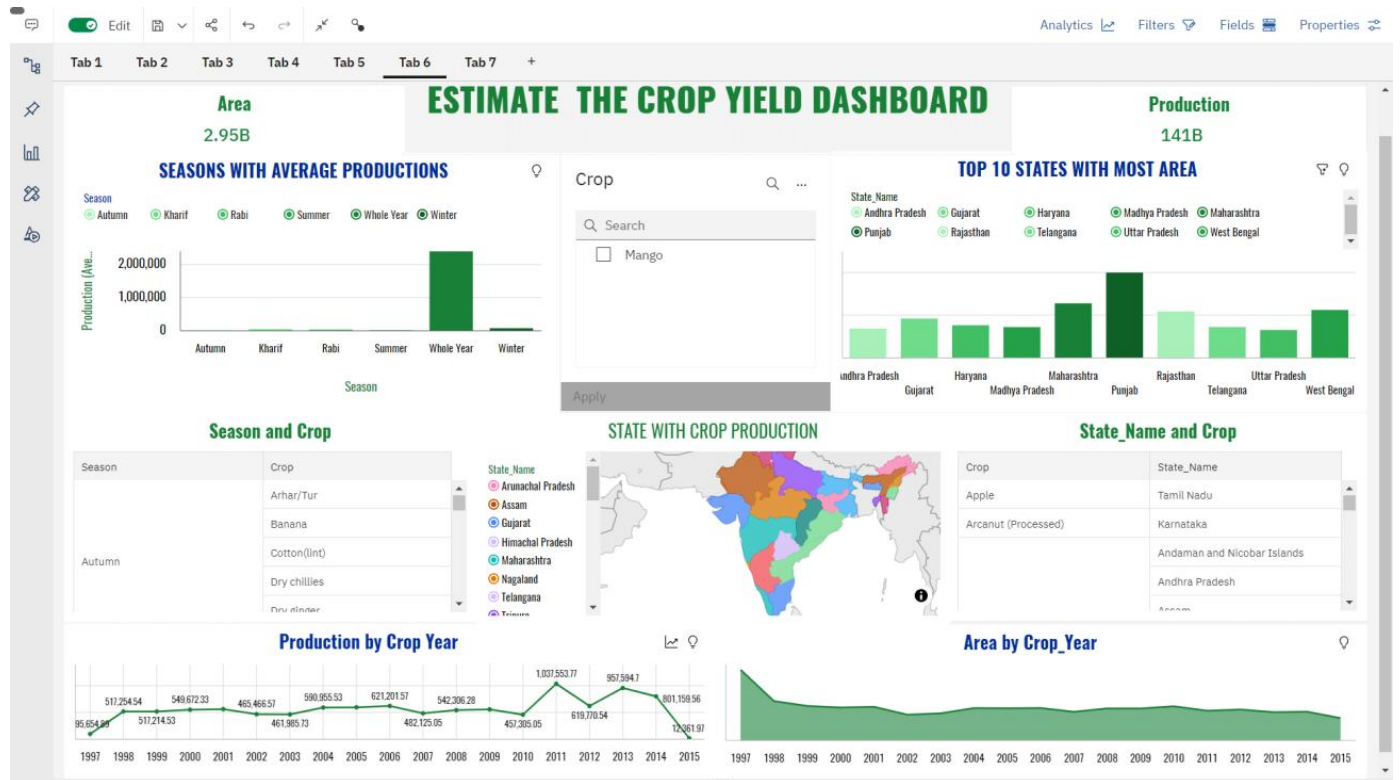 Edit
Analytics Filters Fields Properties
Tab 1 Tab 2 Tab 3 Tab 4 Tab 5 Tab 6 Tab 7 +
Area
2.95B
ESTIMATE THE CROP YIELD DASHBOARD
Production
141B
SEASONS WITH AVERAGE PRODUCTIONS
Season
Autumn Kharif Rabi Summer Whole Year Winter
Production (Ave...
2,000,000
1,000,000
0
Autumn Kharif Rabi Summer Whole Year Winter
Season
Crop
...
Search
Mango
Apply
TOP 10 STATES WITH MOST AREA
State_Name
Andhra Pradesh Gujarat Haryana Madhya Pradesh Maharashtra
Punjab Rajasthan Telangana Uttar Pradesh West Bengal
Pradesh Haryana Maharashtra Rajasthan Uttar Pradesh
Gujarat Madhya Pradesh Punjab Telangana West Bengal
Season and Crop
Season Crop
Arhar/Tur
Banana
Cotton(lint)
Autumn
Dry chillies
Dry ginger
STATE WITH CROP PRODUCTION
State_Name
Arunachal Pradesh
Assam
Gujarat
Himachal Pradesh
Maharashtra
Nagaland
Telangana
Tripura
State_Name and Crop
Crop State_Name
Apple Tamil Nadu
Arcanut (Processed) Karnataka
Andaman and Nicobar Islands
Andhra Pradesh
Assam
Production by Crop Year
517,254.54 549,672.33 465,466.57 590,955.53 621,201.57 542,306.28 1,037,553.77 957,594.7 801,159.56
517,214.53 461,985.73 482,125.05 457,305.05 619,770.54 12,361.97
1997 1998 1999 2000 2001 2002 2003 2004 2005 2006 2007 2008 2009 2010 2011 2012 2013 2014 2015
Area by Crop_Year
1997 1998 1999 2000 2001 2002 2003 2004 2005 2006 2007 2008 2009 2010 2011 2012 2013 2014 2015